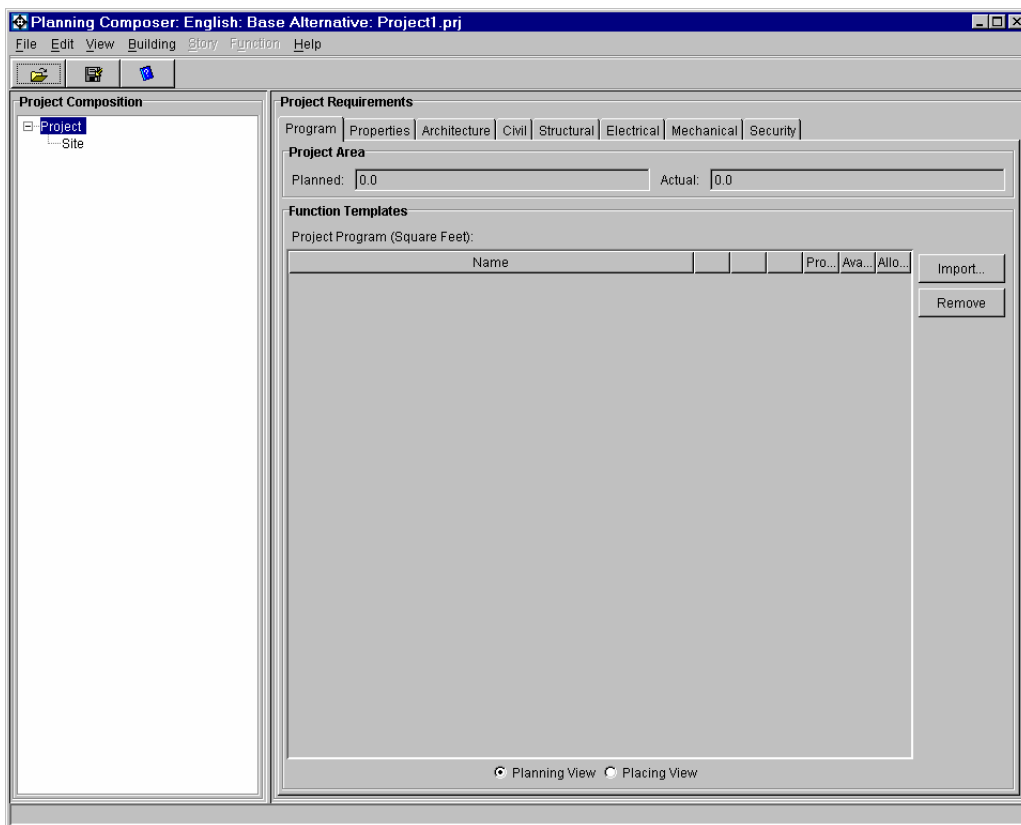 Planning Composer: English: Base Alternative: Project1.prj
File Edit View Building Story Function Help
Project Composition
Project
Site
Project Requirements
Program Properties Architecture Civil Structural Electrical Mechanical Security
Project Area
Planned: 0.0 Actual: 0.0
Function Templates
Project Program (Square Feet):
Name Pro... Ava... Allo...
Import...
Remove
Planning View Placing View